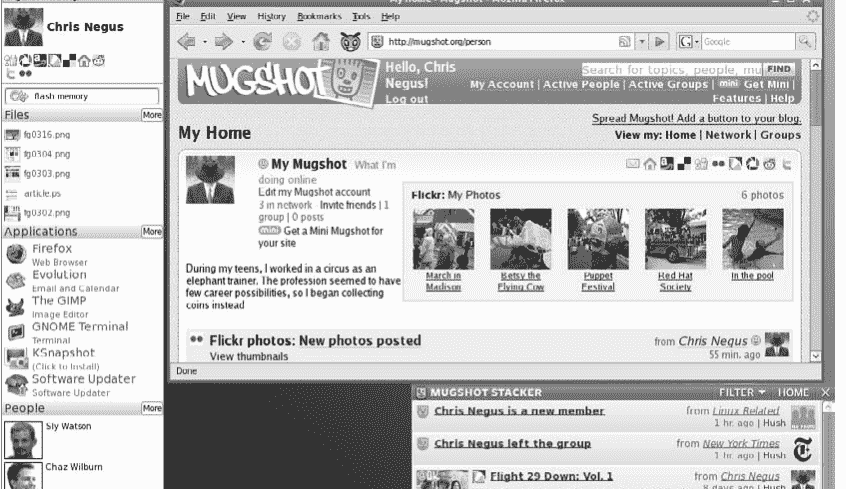 Chris Negus
flash memory
Files More
fg0316.png
fg0304.png
fg0303.png
article.ps
fg0302.png
Applications More
Firefox
Web Browser
Evolution
Email and Calendar
The GIMP
Image Editor
GNOME Terminal
Terminal
KSnapshot
(Click to Install)
Software Updater
Software Updater
People More
Sly Watson
Chaz Wilburn
My Home - Mugshot - Mozilla Firefox
File Edit View History Bookmarks Tools Help
http://mugshot.org/person
G Google
MUGSHOT
Hello, Chris
Negus!
Log out
Search for topics, people, mu FIND
My Account | Active People | Active Groups | mini Get Mini |
Features | Help
Spread Mugshot! Add a button to your blog.
My Home
View my: Home | Network | Groups
My Mugshot What I'm
doing online
Edit my Mugshot account
3 in network · Invite friends | 1
group | 0 posts
mini Get a Mini Mugshot for
your site
During my teens, I worked in a circus as an
elephant trainer. The profession seemed to have
few career possibilities, so I began collecting
coins instead
Flickr: My Photos 6 photos
March in
Madison
Betsy the
Flying Cow
Puppet
Festival
Red Hat
Society
In the pool
Flickr photos: New photos posted
View thumbnails
from Chris Negus
55 min. ago
Done
MUGSHOT STACKER FILTER HOME X
Chris Negus is a new member
from Linux Related
1 hr. ago | Hush
Chris Negus left the group
from New York Times
1 hr. ago | Hush
Flight 29 Down: Vol. 1
from Chris Negus
8 days ago | Hush